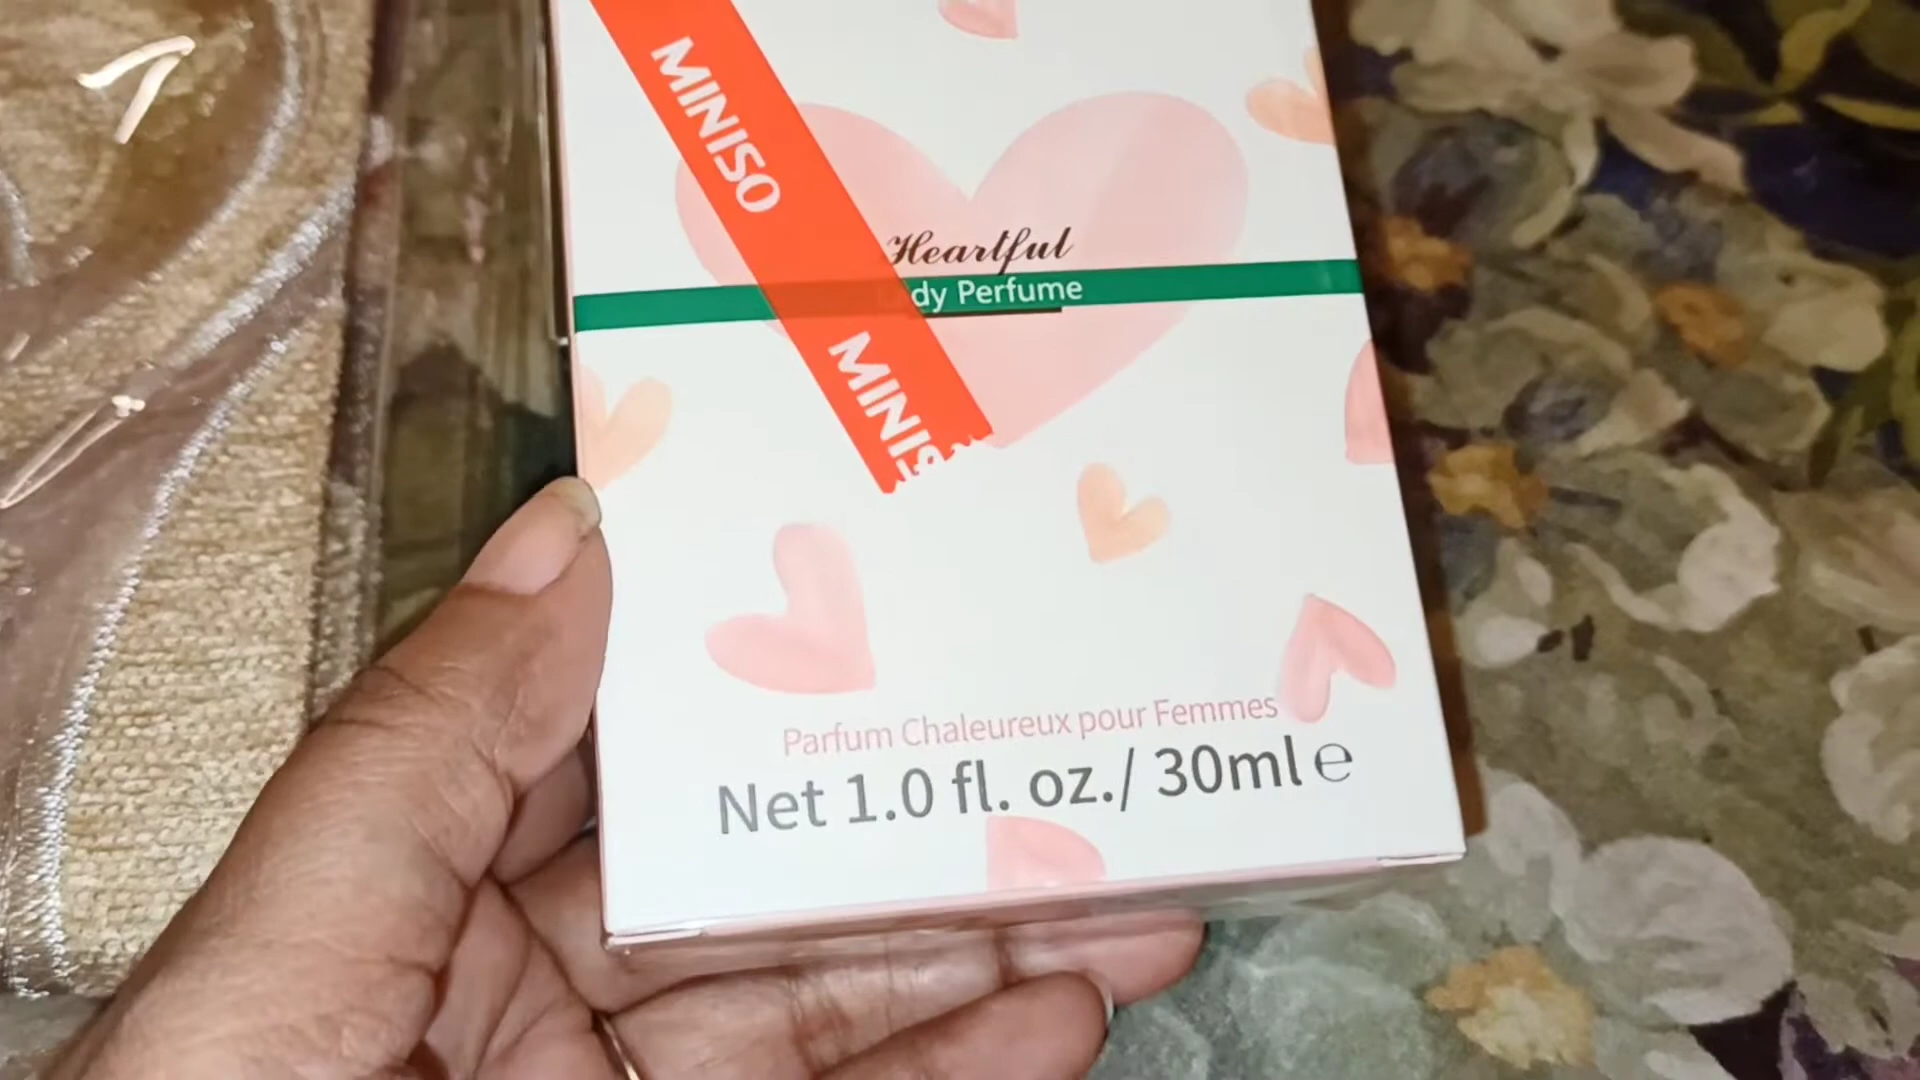 MINISO
Heartful
dy Perfume
MINIS
Parfum Chaleureux pour Femmes
Net 1.0 fl. oz./ 30ml ℮